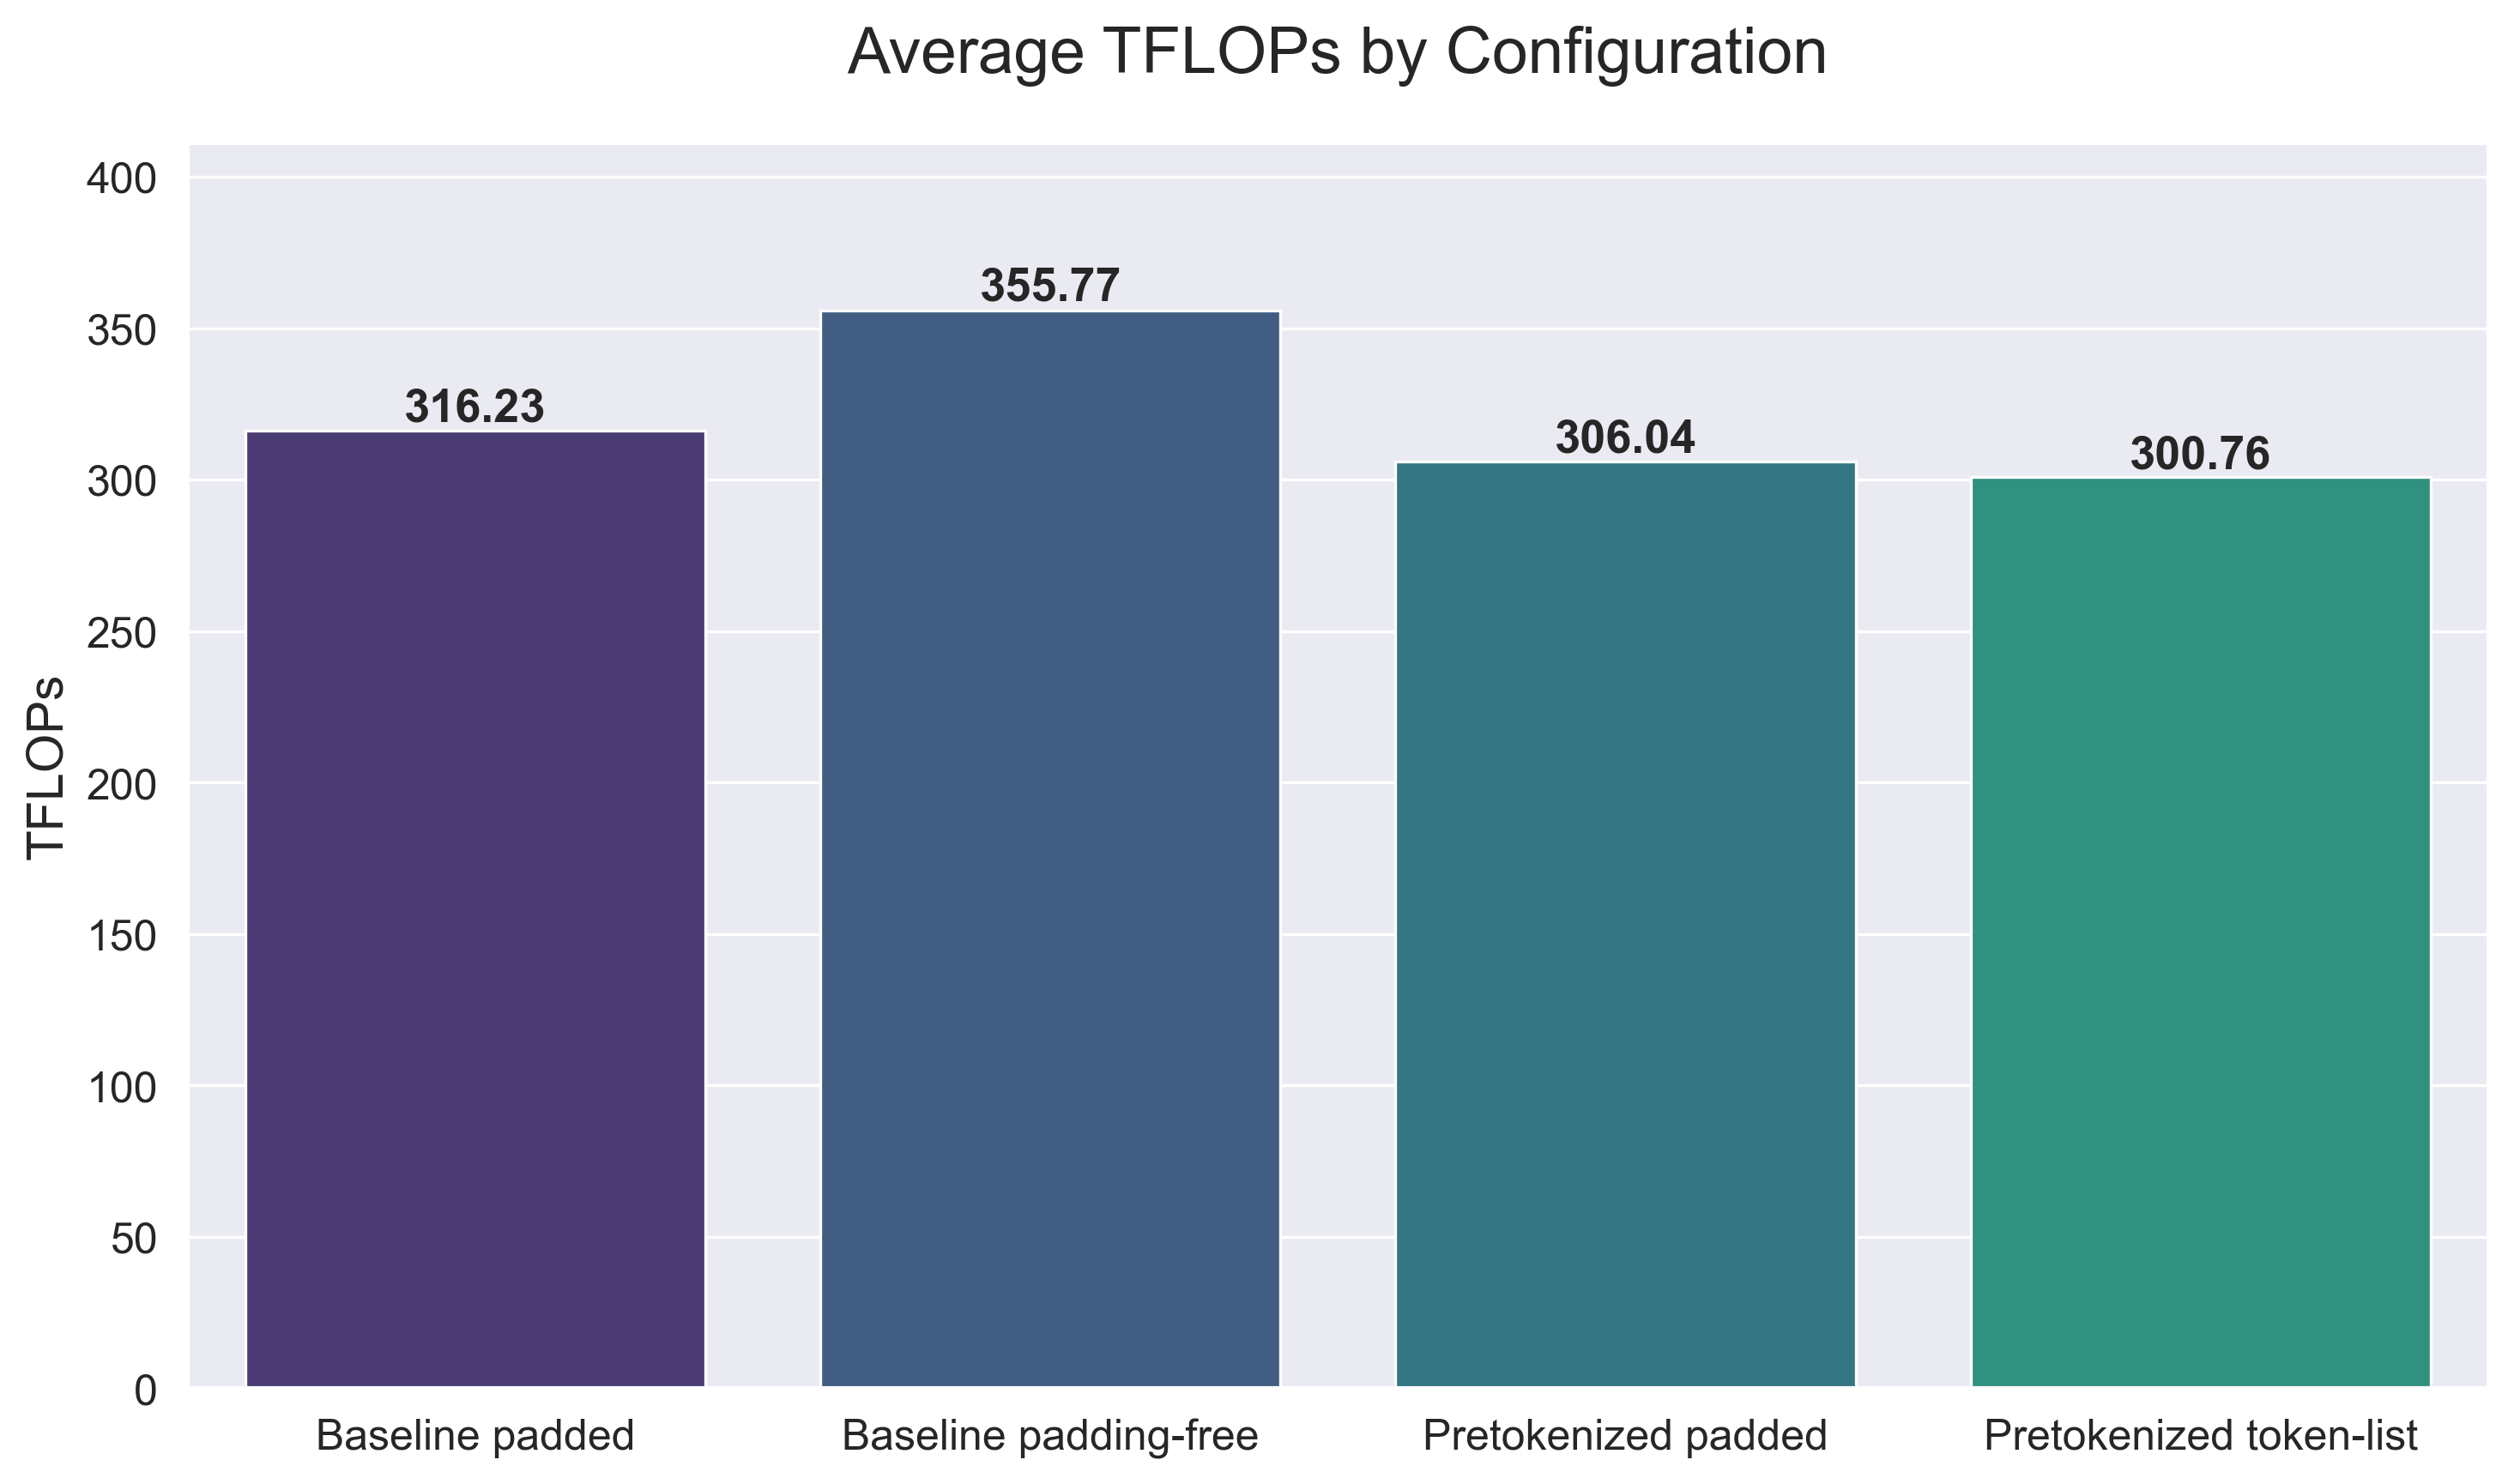 Average TFLOPs by Configuration
400
350
300
250
200
150
100
50
0
TFLOPs
316.23
355.77
306.04
300.76
Baseline padded
Baseline padding-free
Pretokenized padded
Pretokenized token-list